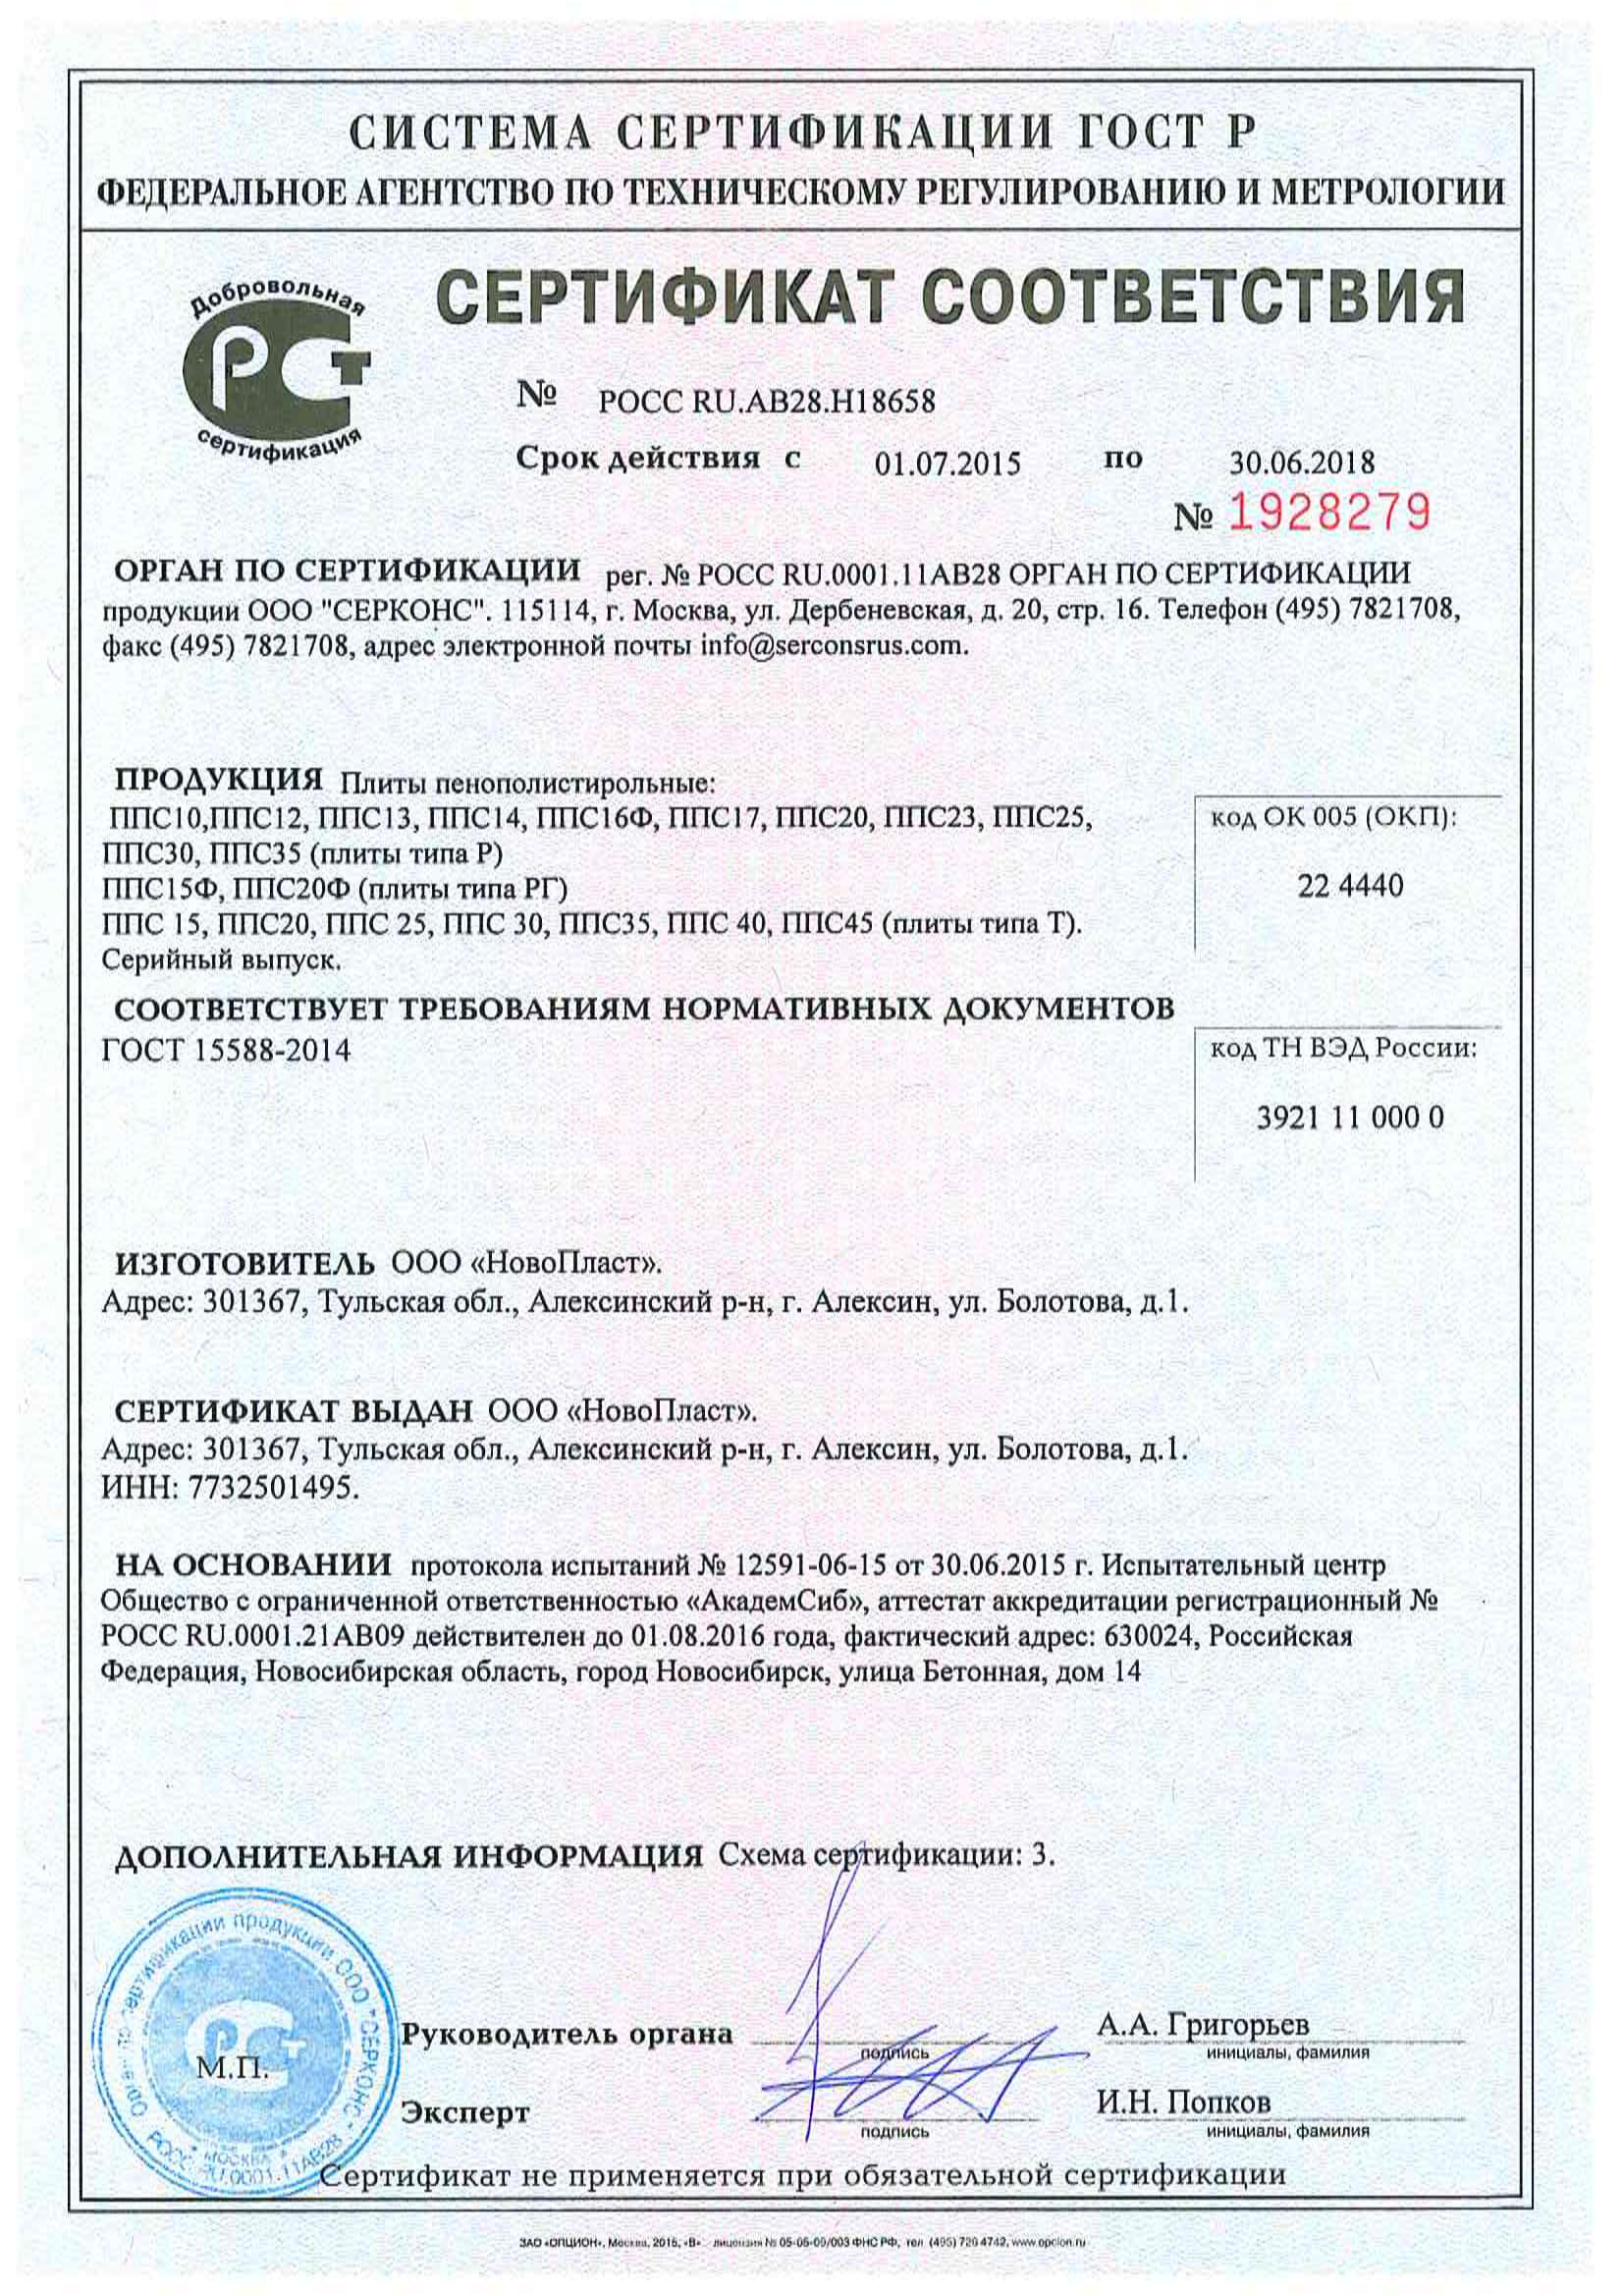 СИСТЕМА СЕРТИФИКАЦИИ ГОСТ Р
ФЕДЕРАЛЬНОЕ АГЕНТСТВО ПО ТЕХНИЧЕСКОМУ РЕГУЛИРОВАНИЮ И МЕТРОЛОГИИ
Добровольная
РСТ
сертификация
СЕРТИФИКАТ СООТВЕТСТВИЯ
№ РОСС RU.АВ28.Н18658
Срок действия с 01.07.2015 по 30.06.2018
№ 1928279
ОРГАН ПО СЕРТИФИКАЦИИ рег. № РОСС RU.0001.11АВ28 ОРГАН ПО СЕРТИФИКАЦИИ
продукции ООО "СЕРКОНС". 115114, г. Москва, ул. Дербеневская, д. 20, стр. 16. Телефон (495) 7821708,
факс (495) 7821708, адрес электронной почты info@serconsrus.com.
ПРОДУКЦИЯ Плиты пенополистирольные:
ППС10,ППС12, ППС13, ППС14, ППС16Ф, ППС17, ППС20, ППС23, ППС25,
ППС30, ППС35 (плиты типа Р)
ППС15Ф, ППС20Ф (плиты типа РГ)
ППС 15, ППС20, ППС 25, ППС 30, ППС35, ППС 40, ППС45 (плиты типа Т).
Серийный выпуск.
код ОК 005 (ОКП):
22 4440
СООТВЕТСТВУЕТ ТРЕБОВАНИЯМ НОРМАТИВНЫХ ДОКУМЕНТОВ
ГОСТ 15588-2014
код ТН ВЭД России:
3921 11 000 0
ИЗГОТОВИТЕЛЬ ООО «НовоПласт».
Адрес: 301367, Тульская обл., Алексинский р-н, г. Алексин, ул. Болотова, д.1.
СЕРТИФИКАТ ВЫДАН ООО «НовоПласт».
Адрес: 301367, Тульская обл., Алексинский р-н, г. Алексин, ул. Болотова, д.1.
ИНН: 7732501495.
НА ОСНОВАНИИ протокола испытаний № 12591-06-15 от 30.06.2015 г. Испытательный центр
Общество с ограниченной ответственностью «АкадемСиб», аттестат аккредитации регистрационный №
РОСС RU.0001.21АВ09 действителен до 01.08.2016 года, фактический адрес: 630024, Российская
Федерация, Новосибирская область, город Новосибирск, улица Бетонная, дом 14
ДОПОЛНИТЕЛЬНАЯ ИНФОРМАЦИЯ Схема сертификации: 3.
сертификации продукции ООО "СЕРКОНС"
РОСС RU.0001.11АВ28
* МОСКВА *
М.П.
Руководитель органа
подпись
А.А. Григорьев
инициалы, фамилия
Эксперт
подпись
И.Н. Попков
инициалы, фамилия
Сертификат не применяется при обязательной сертификации
ЗАО «ОПЦИОН», Москва, 2015, «В» лицензия № 05-05-09/003 ФНС РФ, тел. (495) 726 4742, www.opcion.ru